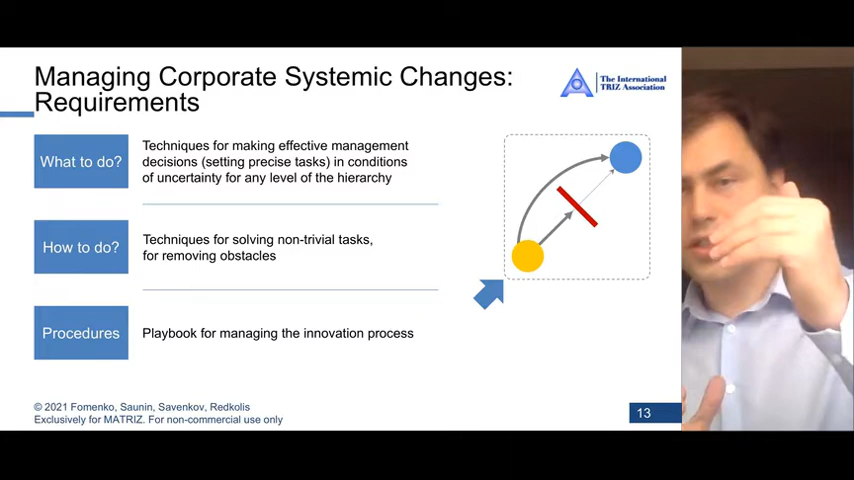 Managing Corporate Systemic Changes:
Requirements
The International
TRIZ Association
What to do?
Techniques for making effective management
decisions (setting precise tasks) in conditions
of uncertainty for any level of the hierarchy
How to do?
Techniques for solving non-trivial tasks,
for removing obstacles
Procedures
Playbook for managing the innovation process
© 2021 Fomenko, Saunin, Savenkov, Redkolis
Exclusively for MATRIZ. For non-commercial use only
13